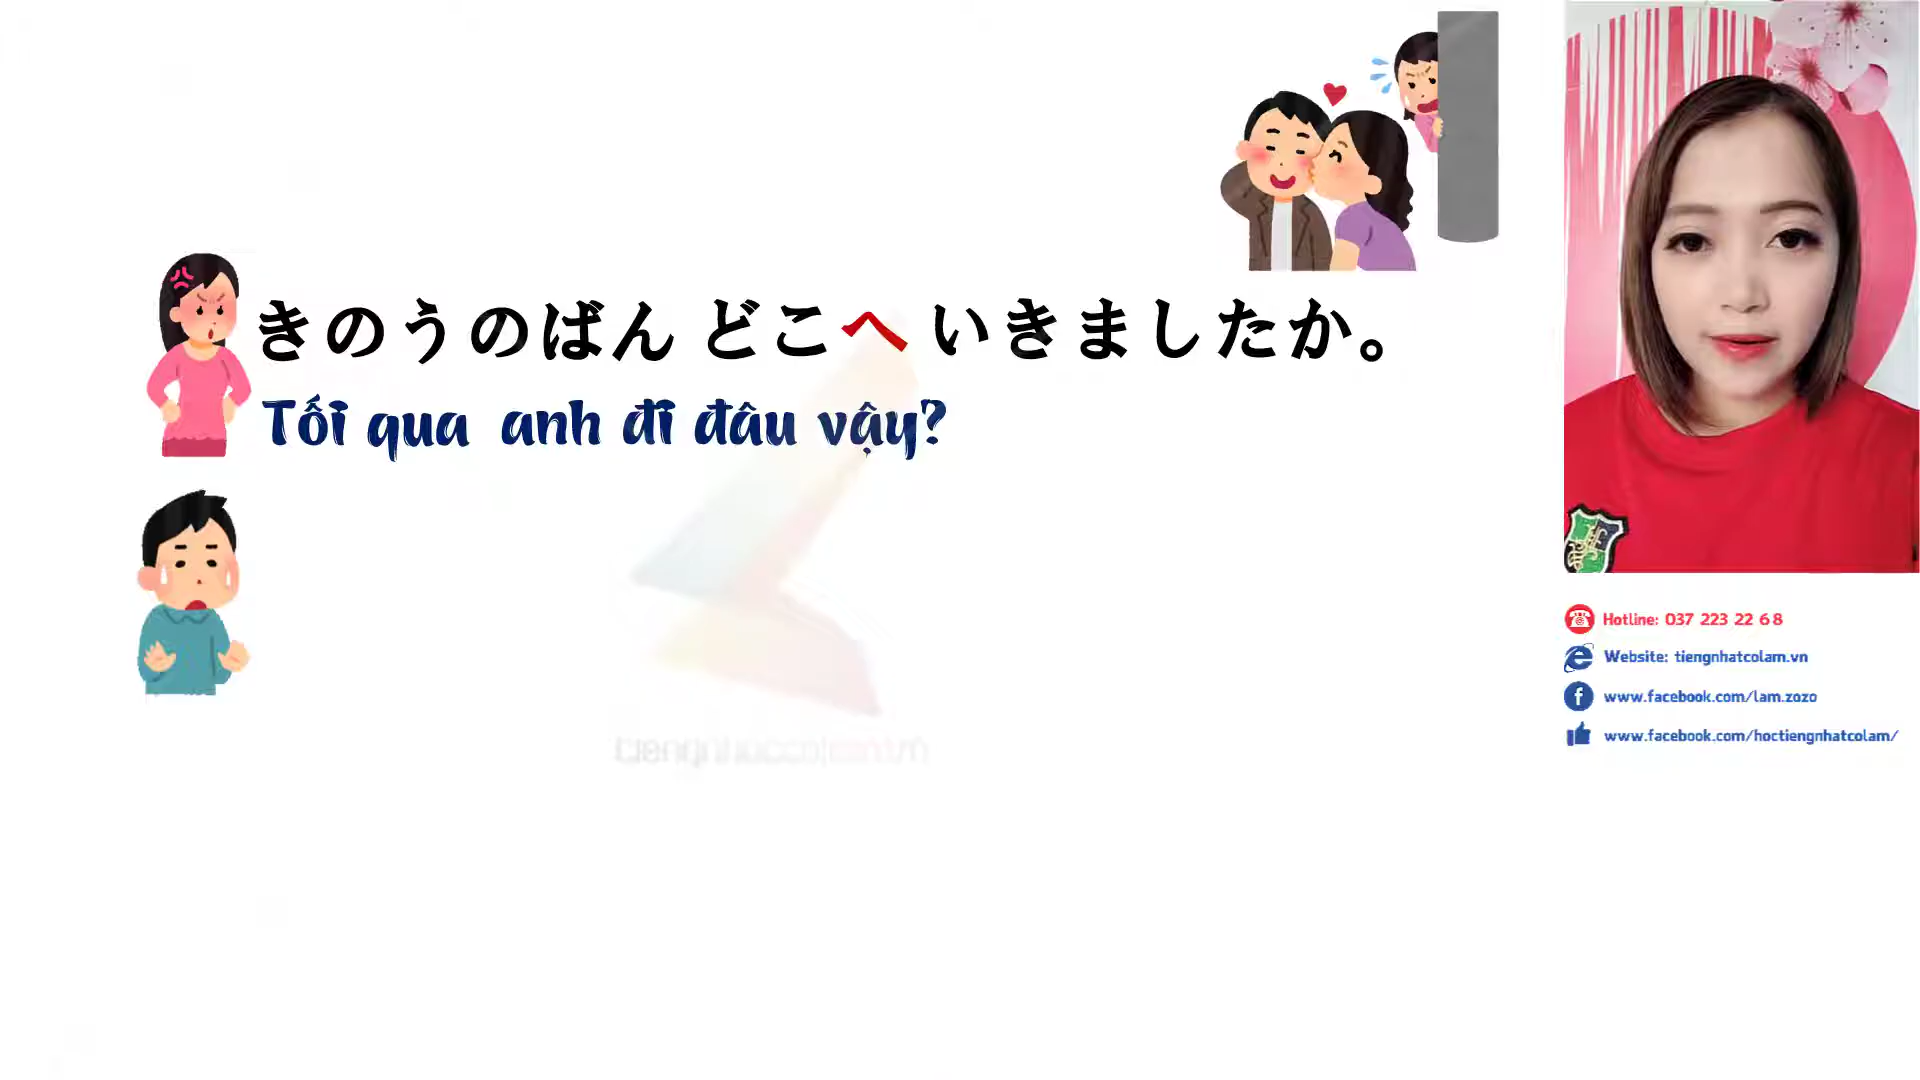 きのうのばん どこへ いきましたか。
Tối qua anh đi đâu vậy?
Hotline: 037 223 22 68
Website: tiengnhatcolam.vn
www.facebook.com/lam.zozo
www.facebook.com/hoctiengnhatcolam/